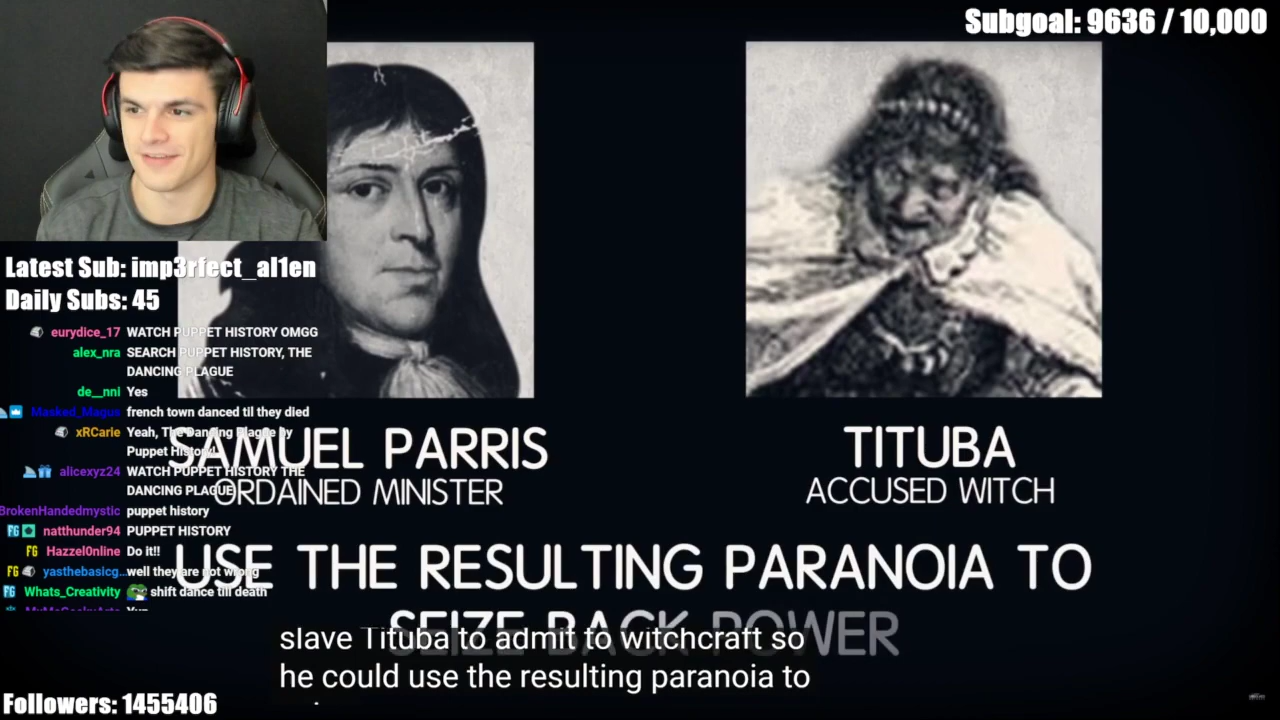 Subgoal: 9636 / 10,000
Latest Sub: imp3rfect_al1en
Daily Subs: 45
eurydice_17 WATCH PUPPET HISTORY OMGG
alex_nra SEARCH PUPPET HISTORY, THE
DANCING PLAGUE
de__nni Yes
Masked_Magus french town danced til they died
xRCarie Yeah, The Dancing Plague by
Puppet History!
alicexyz24 WATCH PUPPET HISTORY THE
DANCING PLAGUE
BrokenHandedmystic puppet history
natthunder94 PUPPET HISTORY
Hazzel0nline Do it!!
yasthebasicg... well they are not wrong
Whats_Creativity shift dance till death
Followers: 1455406
SAMUEL PARRIS
ORDAINED MINISTER
TITUBA
ACCUSED WITCH
USE THE RESULTING PARANOIA TO
SEIZE BACK POWER
slave Tituba to admit to witchcraft so
he could use the resulting paranoia to